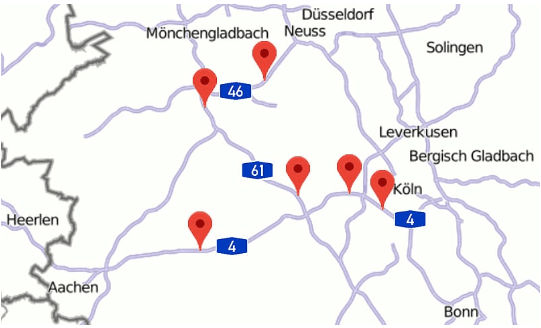 Düsseldorf
Mönchengladbach
Neuss
Solingen
46
Leverkusen
Bergisch Gladbach
61
Köln
Heerlen
4
4
Aachen
Bonn